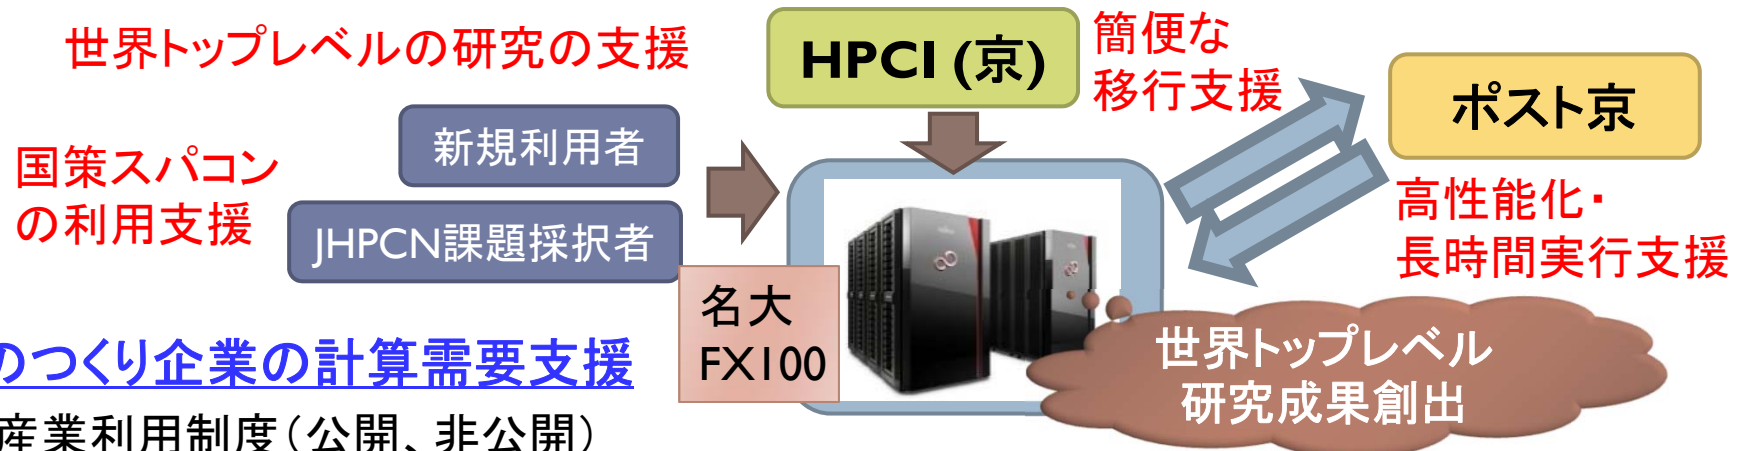 世界トップレベルの研究の支援
HPCI (京)
簡便な
移行支援
ポスト京
新規利用者
国策スパコン
の利用支援
JHPCN課題採択者
高性能化・
長時間実行支援
名大
FX100
世界トップレベル
研究成果創出
のつくり企業の計算需要支援
産業利用制度(公開、非公開)